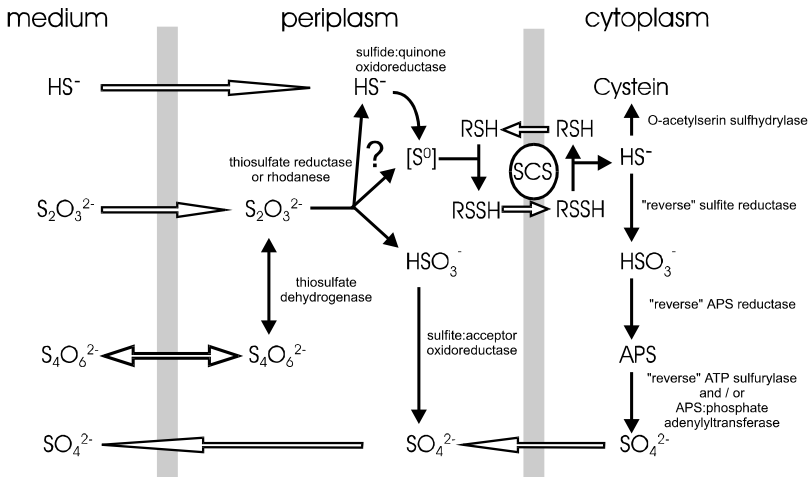 medium periplasm cytoplasm
sulfide:quinone
oxidoreductase
HS⁻ HS⁻ Cystein
O-acetylserin sulfhydrylase
RSH RSH
? [S⁰] SCS HS⁻
thiosulfate reductase
or rhodanese
S₂O₃²⁻ S₂O₃²⁻ RSSH RSSH "reverse" sulfite reductase
HSO₃⁻ HSO₃⁻
thiosulfate
dehydrogenase
"reverse" APS reductase
sulfite:acceptor
oxidoreductase
S₄O₆²⁻ S₄O₆²⁻ APS
"reverse" ATP sulfurylase
and / or
APS:phosphate
adenylyltransferase
SO₄²⁻ SO₄²⁻ SO₄²⁻